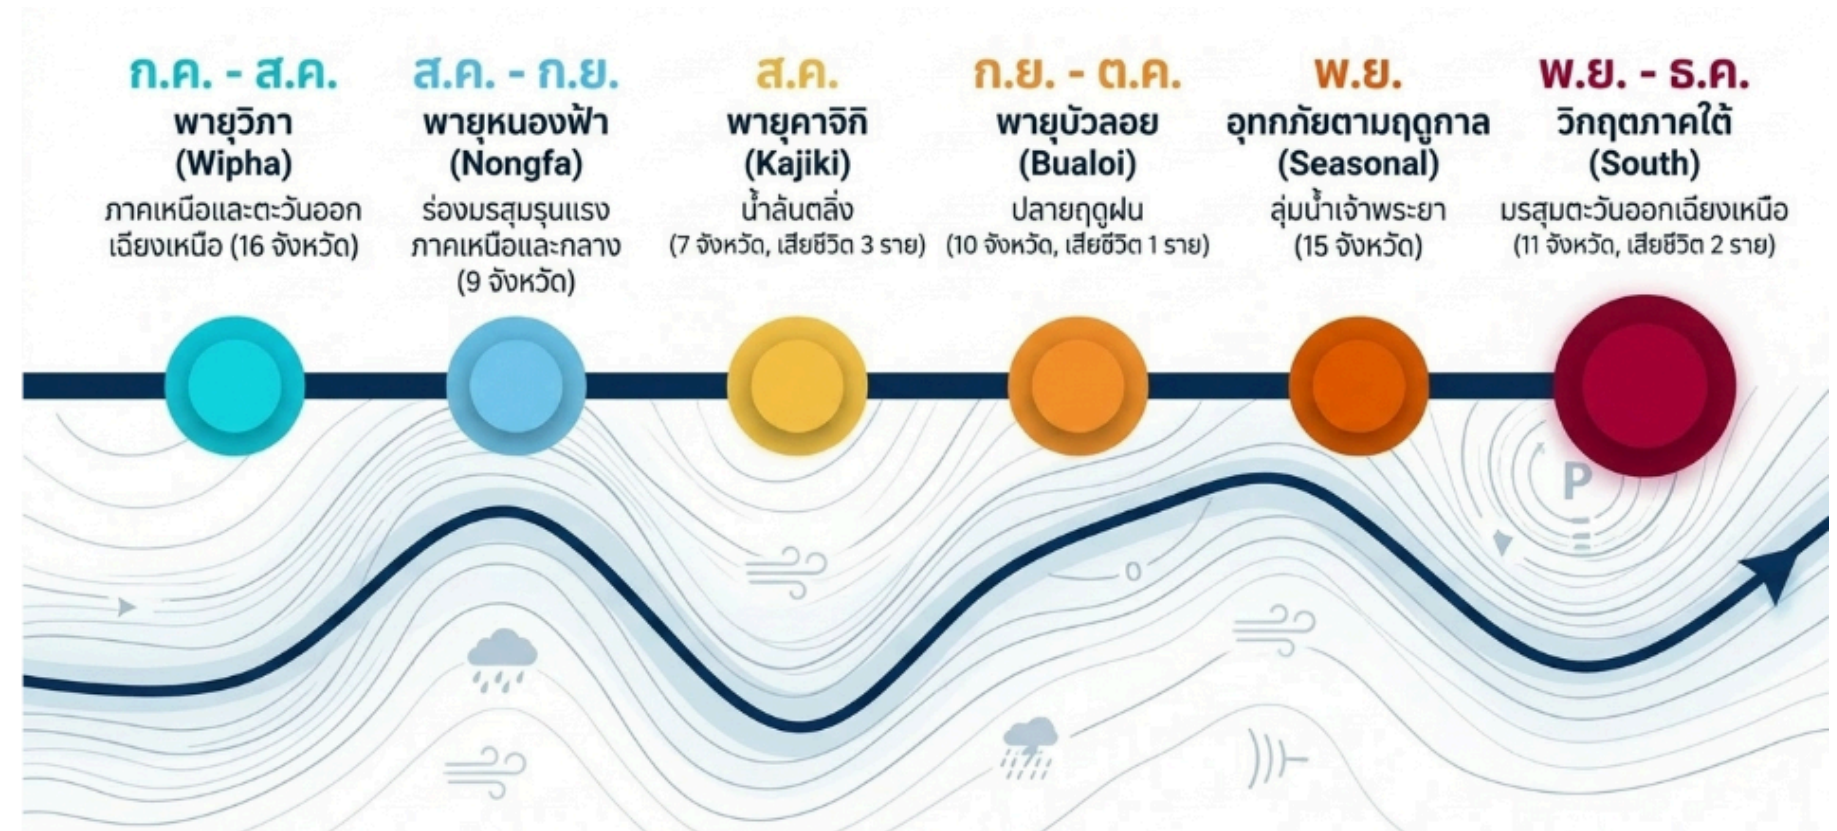 ก.ค. - ส.ค.
พายุวิภา
(Wipha)
ภาคเหนือและตะวันออก
เฉียงเหนือ (16 จังหวัด)
ส.ค. - ก.ย.
พายุหนองฟ้า
(Nongfa)
ร่องมรสุมรุนแรง
ภาคเหนือและกลาง
(9 จังหวัด)
ส.ค.
พายุคาจิกิ
(Kajiki)
น้ำล้นตลิ่ง
(7 จังหวัด, เสียชีวิต 3 ราย)
ก.ย. - ต.ค.
พายุบัวลอย
(Bualoi)
ปลายฤดูฝน
(10 จังหวัด, เสียชีวิต 1 ราย)
พ.ย.
อุทกภัยตามฤดูกาล
(Seasonal)
ลุ่มน้ำเจ้าพระยา
(15 จังหวัด)
พ.ย. - ธ.ค.
วิกฤตภาคใต้
(South)
มรสุมตะวันออกเฉียงเหนือ
(11 จังหวัด, เสียชีวิต 2 ราย)
P
0